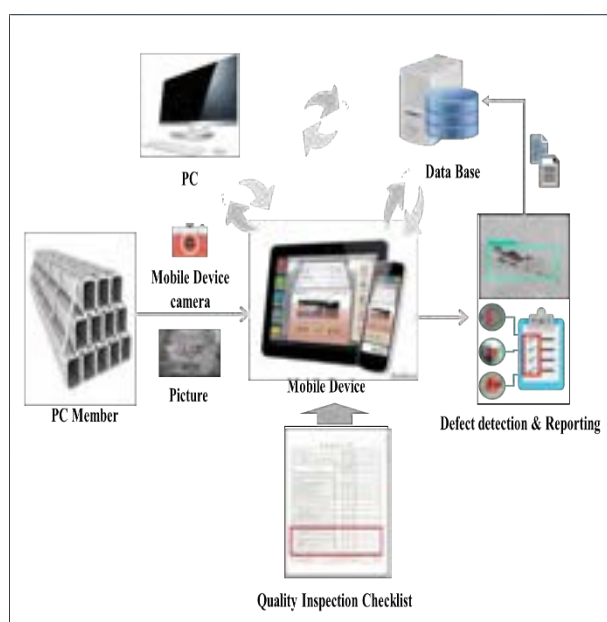 PC
Data Base
Mobile Device
camera
Picture
PC Member
Mobile Device
Defect detection & Reporting
Quality Inspection Checklist